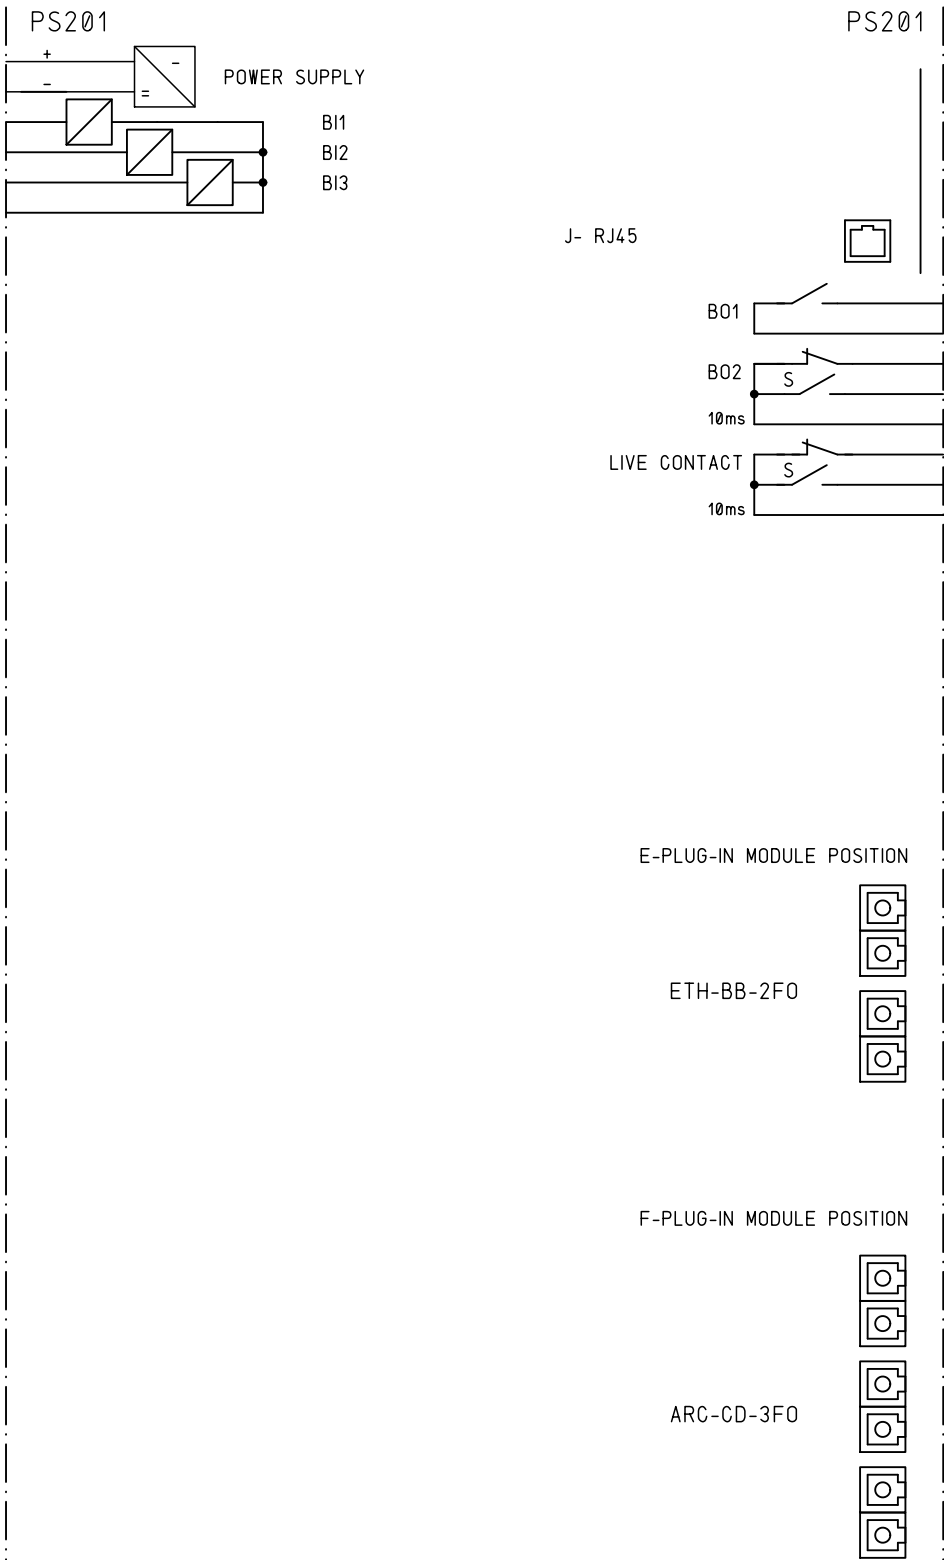 PS201
PS201
+
-
-
=
POWER SUPPLY
BI1
BI2
BI3
J- RJ45
BO1
BO2
S
10ms
LIVE CONTACT
S
10ms
E-PLUG-IN MODULE POSITION
ETH-BB-2FO
F-PLUG-IN MODULE POSITION
ARC-CD-3FO